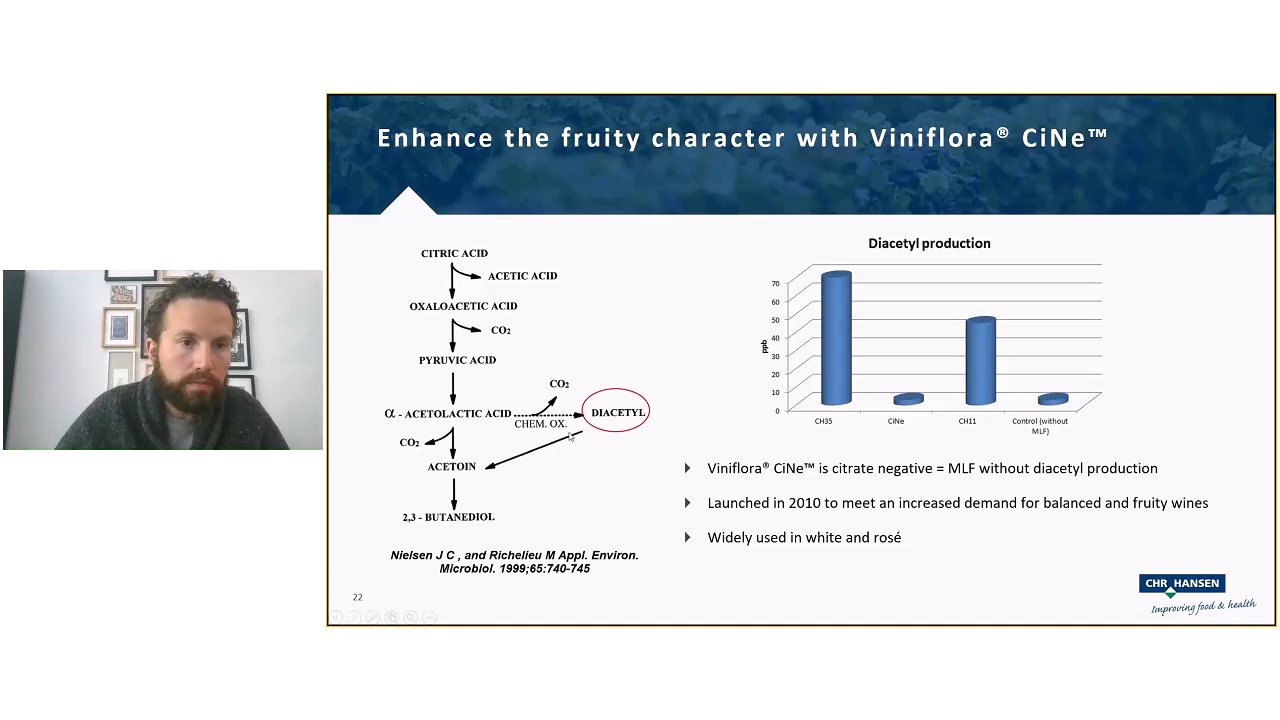 Enhance the fruity character with Viniflora® CiNe™
CITRIC ACID
ACETIC ACID
OXALOACETIC ACID
CO2
PYRUVIC ACID
CO2
α - ACETOLACTIC ACID
DIACETYL
CHEM. OX.
CO2
ACETOIN
2,3 - BUTANEDIOL
Nielsen J C , and Richelieu M Appl. Environ.
Microbiol. 1999;65:740-745
Diacetyl production
ppb
70
60
50
40
30
20
10
0
CH35
CiNe
CH11
Control (without
MLF)
Viniflora® CiNe™ is citrate negative = MLF without diacetyl production
Launched in 2010 to meet an increased demand for balanced and fruity wines
Widely used in white and rosé
22
CHR HANSEN
Improving food & health